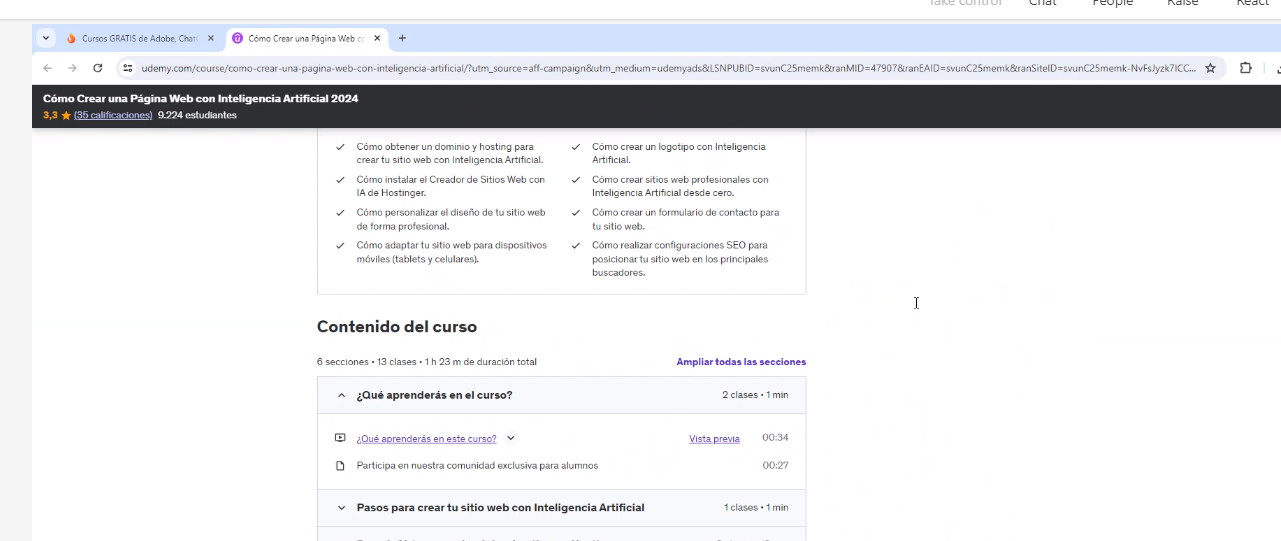 Take control Chat People Raise React
Cursos GRATIS de Adobe, Chat
Cómo Crear una Página Web co
udemy.com/course/como-crear-una-pagina-web-con-inteligencia-artificial/?utm_source=aff-campaign&utm_medium=udemyads&LSNPUBID=svunC25memk&ranMID=47907&ranEAID=svunC25memk&ranSiteID=svunC25memk-NvFsJyzk7ICC...
Cómo Crear una Página Web con Inteligencia Artificial 2024
3,3 ★ (35 calificaciones) 9.224 estudiantes
Cómo obtener un dominio y hosting para
crear tu sitio web con Inteligencia Artificial.
Cómo instalar el Creador de Sitios Web con
IA de Hostinger.
Cómo personalizar el diseño de tu sitio web
de forma profesional.
Cómo adaptar tu sitio web para dispositivos
móviles (tablets y celulares).
Cómo crear un logotipo con Inteligencia
Artificial.
Cómo crear sitios web profesionales con
Inteligencia Artificial desde cero.
Cómo crear un formulario de contacto para
tu sitio web.
Cómo realizar configuraciones SEO para
posicionar tu sitio web en los principales
buscadores.
Contenido del curso
6 secciones • 13 clases • 1 h 23 m de duración total
Ampliar todas las secciones
¿Qué aprenderás en el curso? 2 clases • 1 min
¿Qué aprenderás en este curso? Vista previa 00:34
Participa en nuestra comunidad exclusiva para alumnos 00:27
Pasos para crear tu sitio web con Inteligencia Artificial 1 clases • 1 min